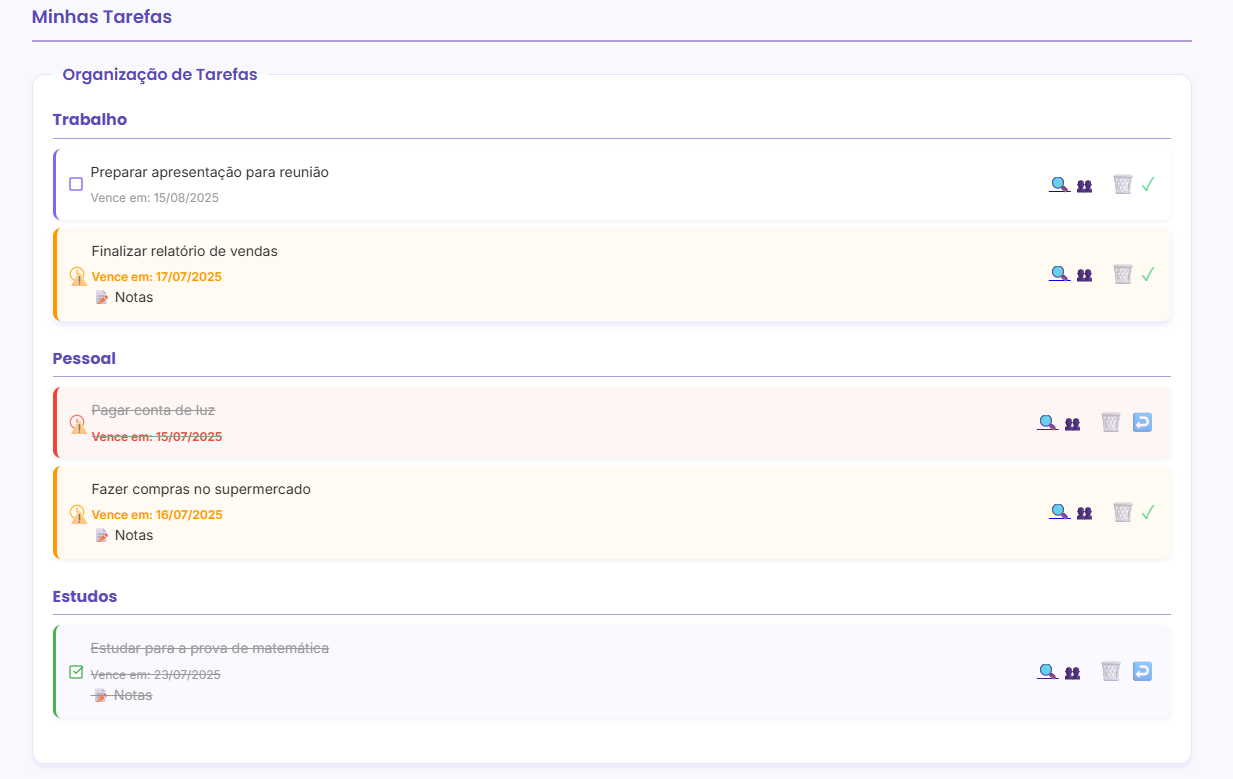 Minhas Tarefas
Organização de Tarefas
Trabalho
Preparar apresentação para reunião
Vence em: 15/08/2025
Finalizar relatório de vendas
Vence em: 17/07/2025
Notas
Pessoal
Pagar conta de luz
Vence em: 15/07/2025
Fazer compras no supermercado
Vence em: 16/07/2025
Notas
Estudos
Estudar para a prova de matemática
Vence em: 23/07/2025
Notas